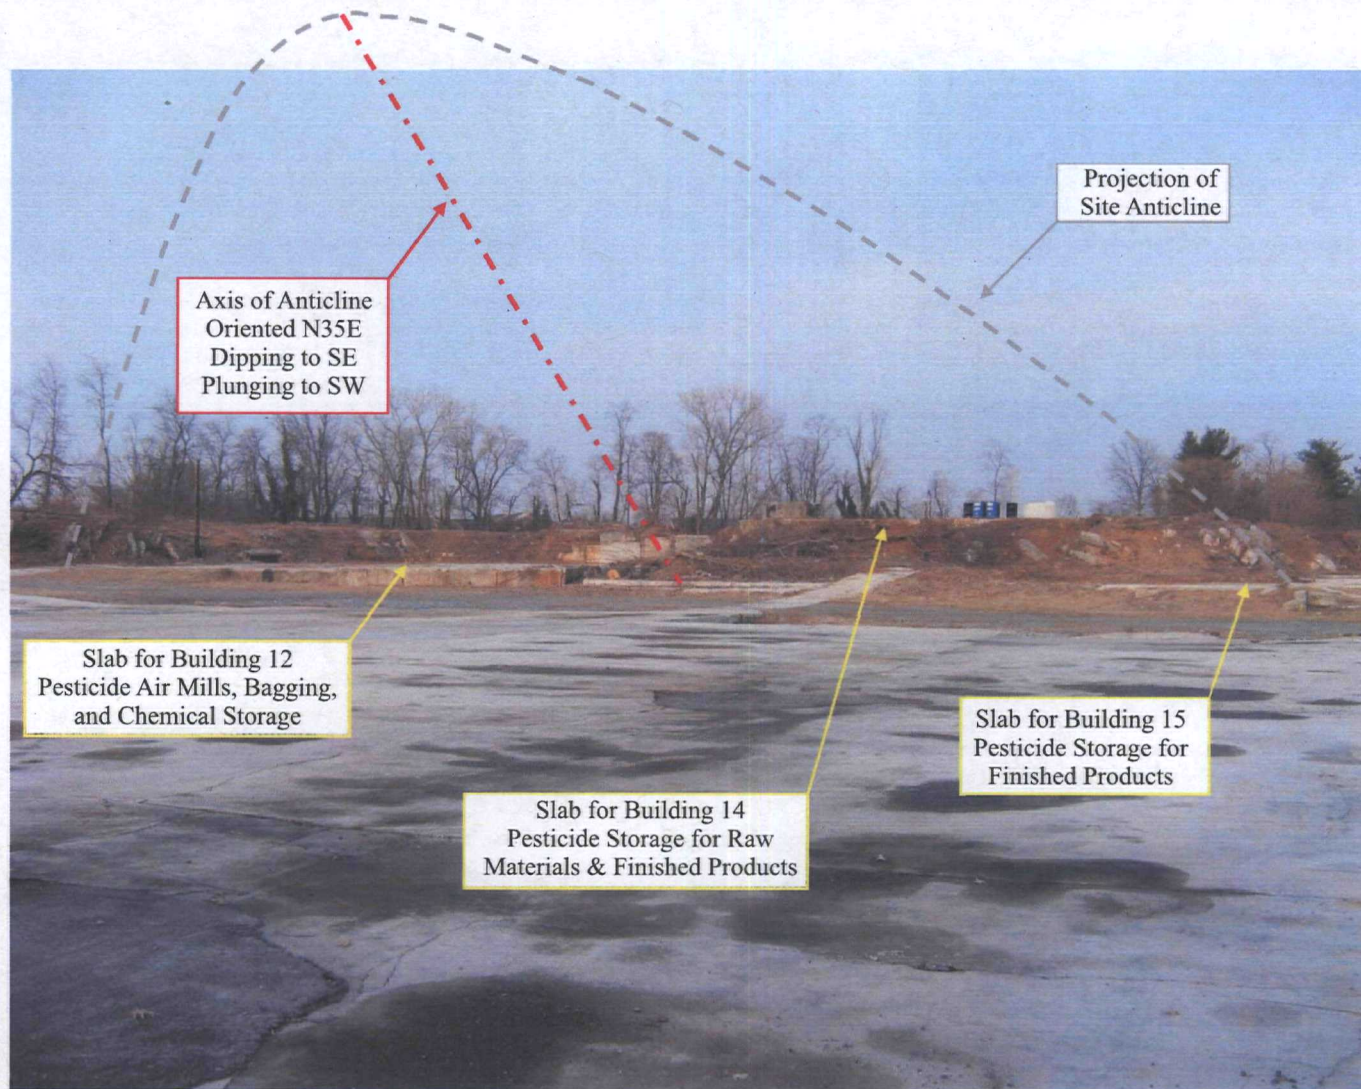 Projection of
Site Anticline
Axis of Anticline
Oriented N35E
Dipping to SE
Plunging to SW
Slab for Building 12
Pesticide Air Mills, Bagging,
and Chemical Storage
Slab for Building 14
Pesticide Storage for Raw
Materials & Finished Products
Slab for Building 15
Pesticide Storage for
Finished Products